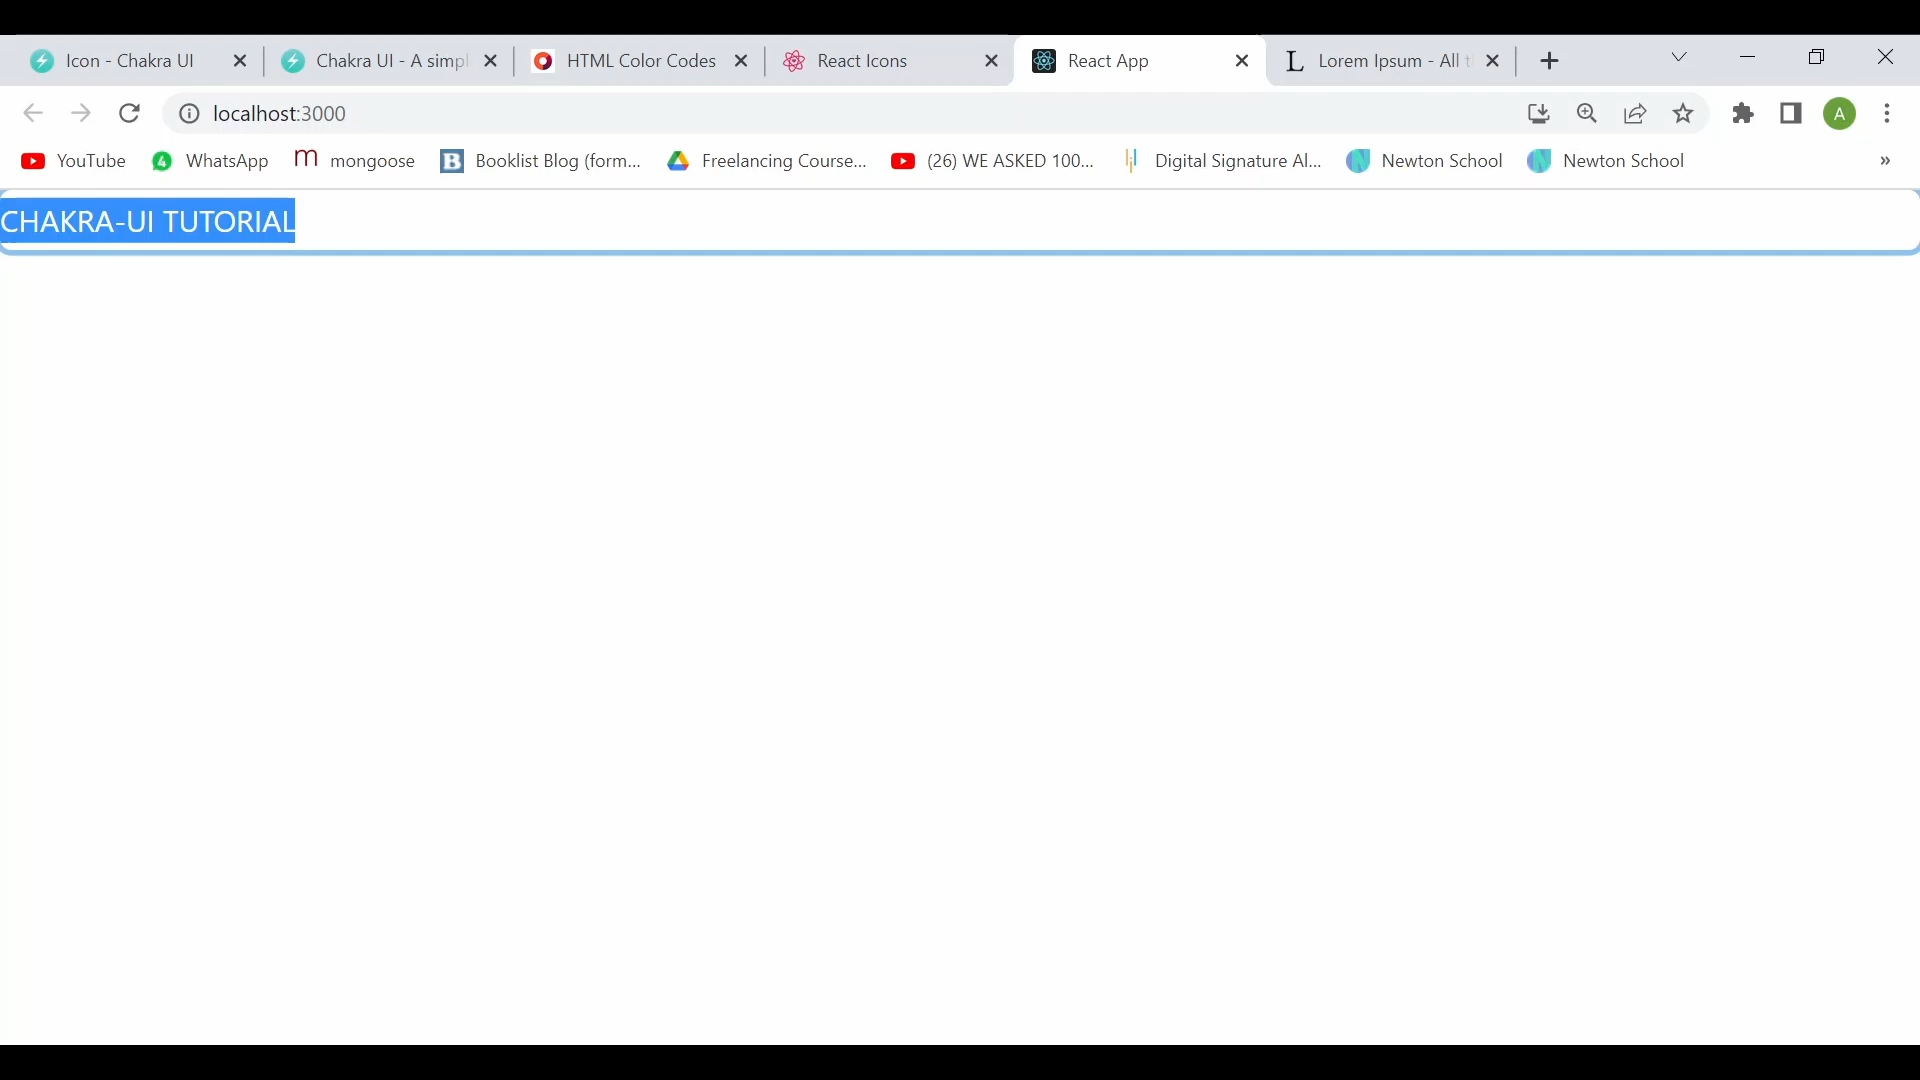 Icon - Chakra UI
Chakra UI - A simpl
HTML Color Codes
React Icons
React App
Lorem Ipsum - All t
localhost:3000
A
YouTube
4 WhatsApp
m mongoose
B Booklist Blog (form...
Freelancing Course...
(26) WE ASKED 100...
Digital Signature Al...
Newton School
Newton School
»
CHAKRA-UI TUTORIAL